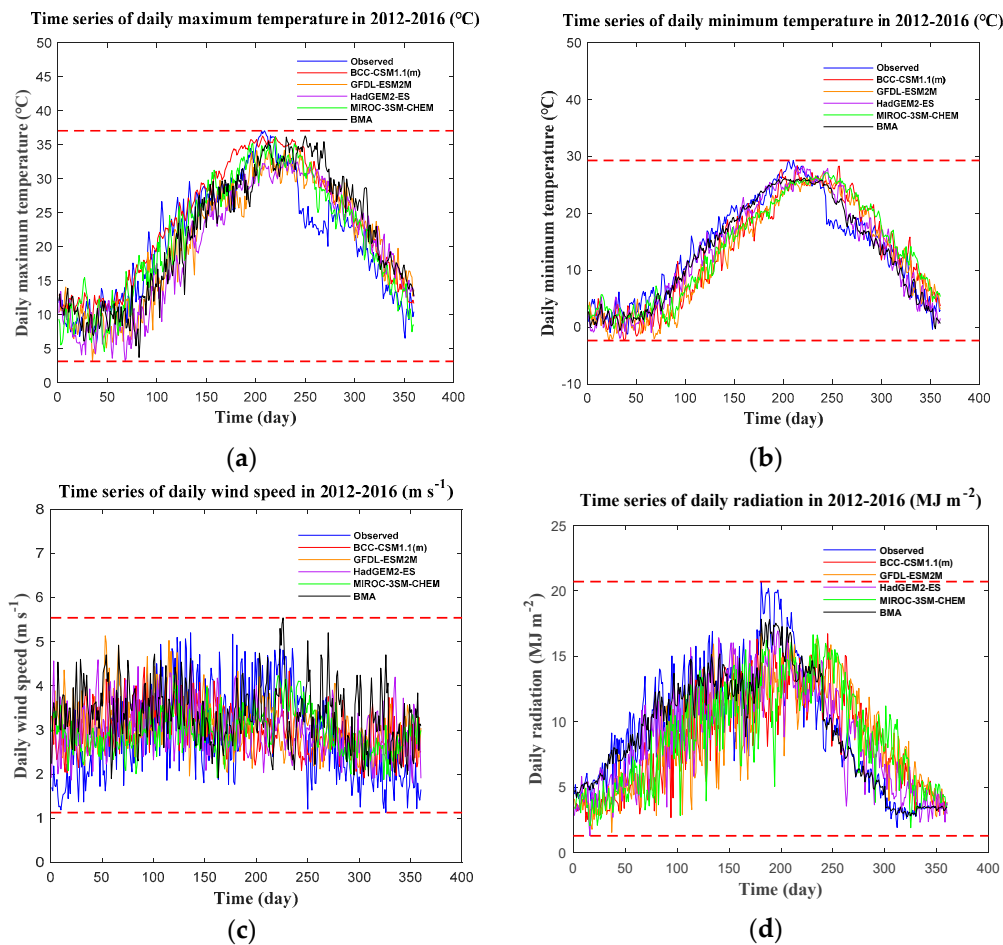 Time series of daily maximum temperature in 2012-2016 (°C)
Daily maximum temperature (°C)
50
45
40
35
30
25
20
15
10
5
0
Observed
BCC-CSM1.1(m)
GFDL-ESM2M
HadGEM2-ES
MIROC-3SM-CHEM
BMA
0 50 100 150 200 250 300 350 400
Time (day)
(a)
Time series of daily minimum temperature in 2012-2016 (°C)
Daily minimum temperature (°C)
50
40
30
20
10
0
-10
Observed
BCC-CSM1.1(m)
GFDL-ESM2M
HadGEM2-ES
MIROC-3SM-CHEM
BMA
0 50 100 150 200 250 300 350 400
Time (day)
(b)
Time series of daily wind speed in 2012-2016 (m s⁻¹)
Daily wind speed (m s⁻¹)
8
7
6
5
4
3
2
1
0
Observed
BCC-CSM1.1(m)
GFDL-ESM2M
HadGEM2-ES
MIROC-3SM-CHEM
BMA
0 50 100 150 200 250 300 350 400
Time (day)
(c)
Time series of daily radiation in 2012-2016 (MJ m⁻²)
Daily radiation (MJ m⁻²)
25
20
15
10
5
0
Observed
BCC-CSM1.1(m)
GFDL-ESM2M
HadGEM2-ES
MIROC-3SM-CHEM
BMA
0 50 100 150 200 250 300 350 400
Time (day)
(d)